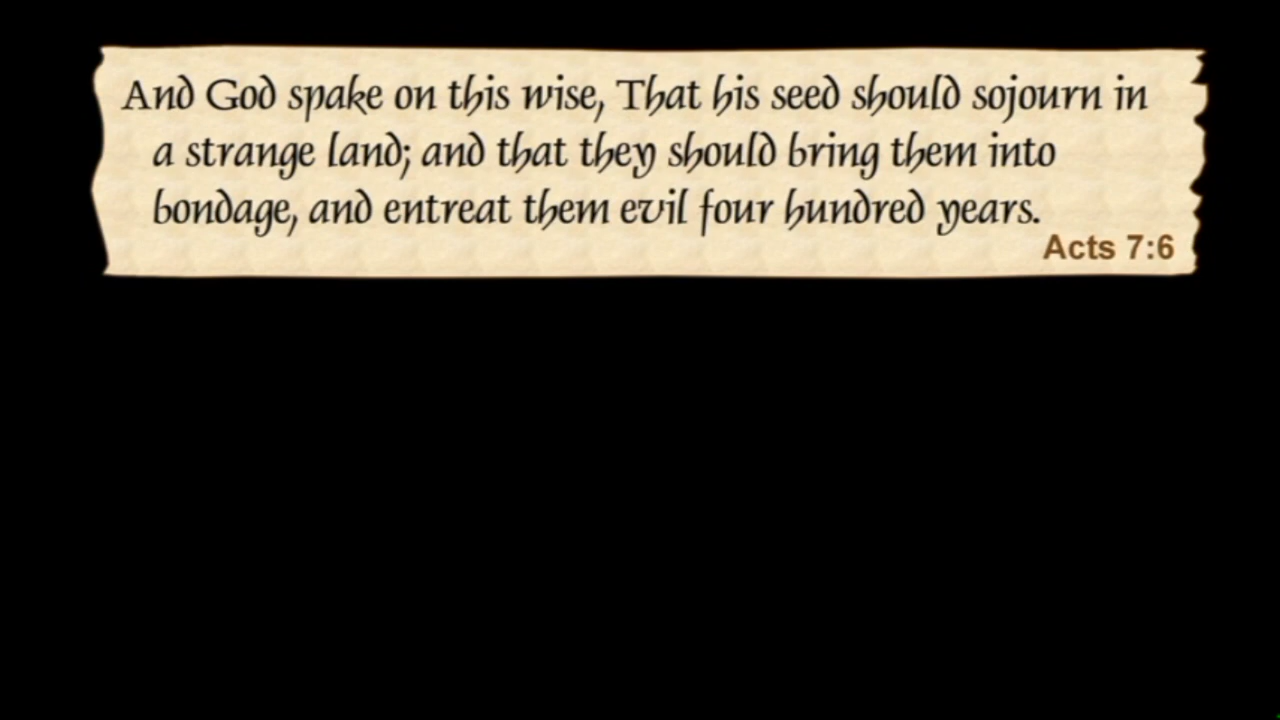 And God spake on this wise, That his seed should sojourn in
a strange land; and that they should bring them into
bondage, and entreat them evil four hundred years.
Acts 7:6